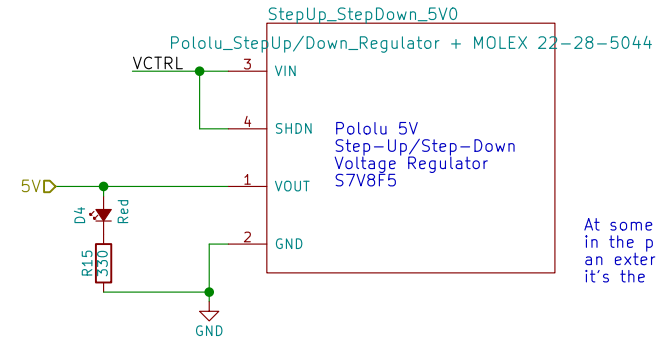 StepUp_StepDown_5V0
Pololu_StepUp/Down_Regulator + MOLEX 22-28-5044
VCTRL
3
VIN
4
SHDN
Pololu 5V
Step-Up/Step-Down
Voltage Regulator
S7V8F5
5V
1
VOUT
D4
Red
2
GND
R15
330
GND
At some
in the p
an exter
it's the